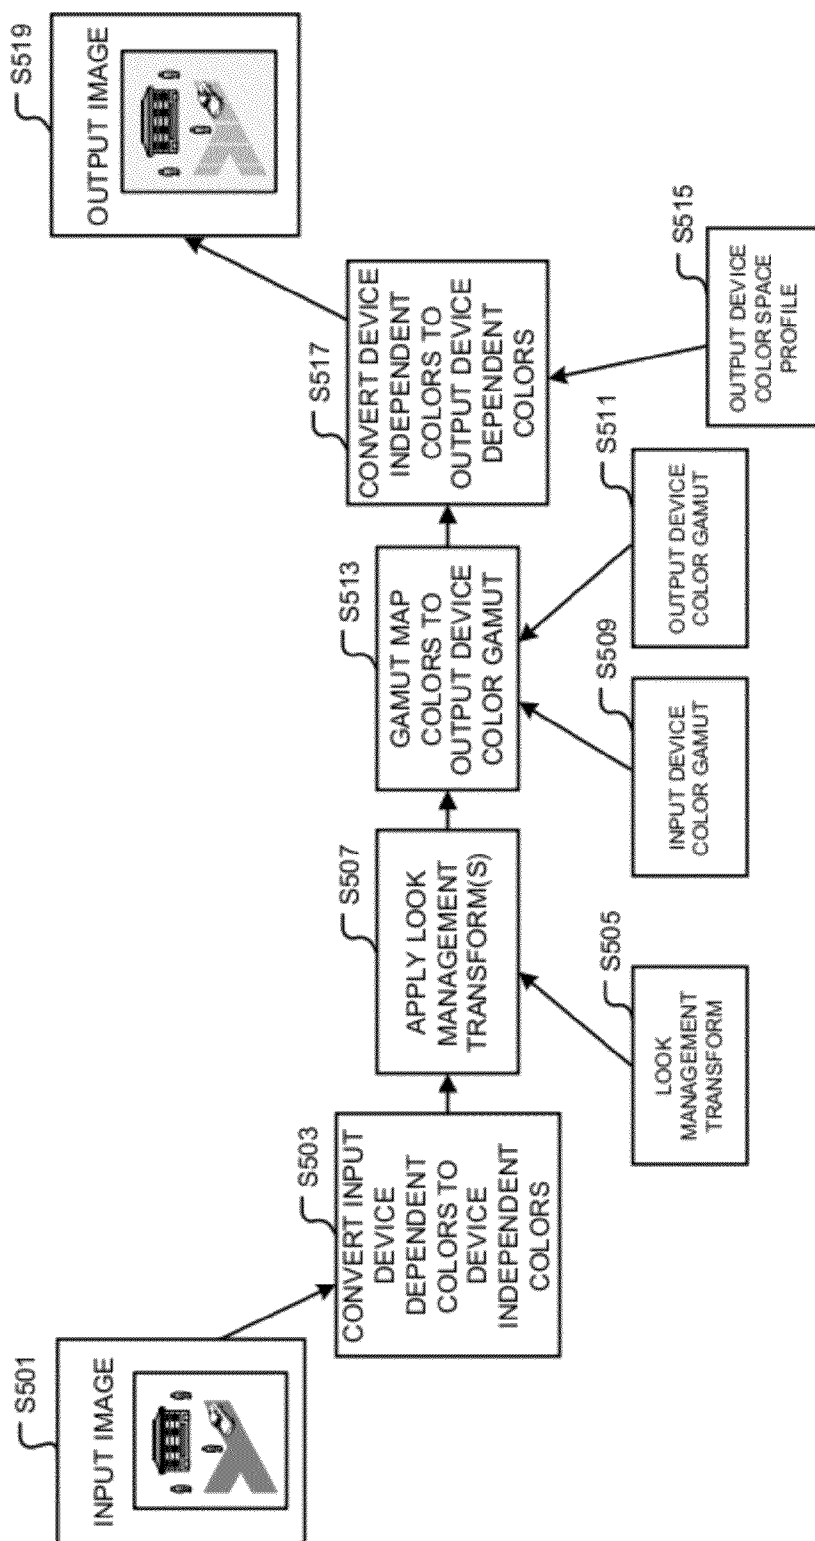 S501
INPUT IMAGE
S503
CONVERT INPUT
DEVICE
DEPENDENT
COLORS TO
DEVICE
INDEPENDENT
COLORS
S505
LOOK
MANAGEMENT
TRANSFORM
S507
APPLY LOOK
MANAGEMENT
TRANSFORM(S)
S509
INPUT DEVICE
COLOR GAMUT
S511
OUTPUT DEVICE
COLOR GAMUT
S513
GAMUT MAP
COLORS TO
OUTPUT DEVICE
COLOR GAMUT
S515
OUTPUT DEVICE
COLOR SPACE
PROFILE
S517
CONVERT DEVICE
INDEPENDENT
COLORS TO
OUTPUT DEVICE
DEPENDENT
COLORS
S519
OUTPUT IMAGE